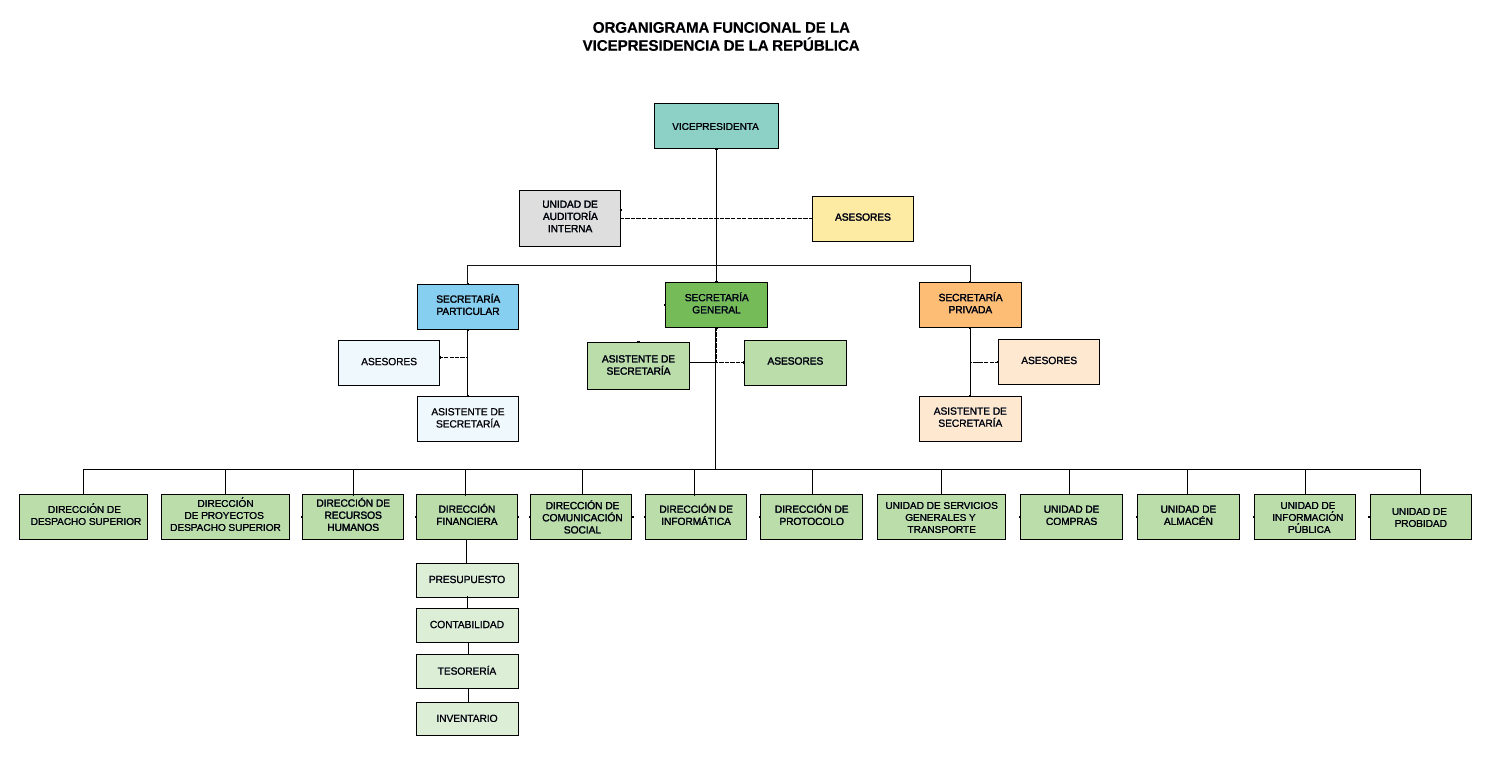 ORGANIGRAMA FUNCIONAL DE LA
VICEPRESIDENCIA DE LA REPÚBLICA
VICEPRESIDENTA
UNIDAD DE
AUDITORÍA
INTERNA
ASESORES
SECRETARÍA
PARTICULAR
SECRETARÍA
GENERAL
SECRETARÍA
PRIVADA
ASESORES
ASISTENTE DE
SECRETARÍA
ASESORES
ASESORES
ASISTENTE DE
SECRETARÍA
ASISTENTE DE
SECRETARÍA
DIRECCIÓN DE
DESPACHO SUPERIOR
DIRECCIÓN
DE PROYECTOS
DESPACHO SUPERIOR
DIRECCIÓN DE
RECURSOS
HUMANOS
DIRECCIÓN
FINANCIERA
DIRECCIÓN DE
COMUNICACIÓN
SOCIAL
DIRECCIÓN DE
INFORMÁTICA
DIRECCIÓN DE
PROTOCOLO
UNIDAD DE SERVICIOS
GENERALES Y
TRANSPORTE
UNIDAD DE
COMPRAS
UNIDAD DE
ALMACÉN
UNIDAD DE
INFORMACIÓN
PÚBLICA
UNIDAD DE
PROBIDAD
PRESUPUESTO
CONTABILIDAD
TESORERÍA
INVENTARIO